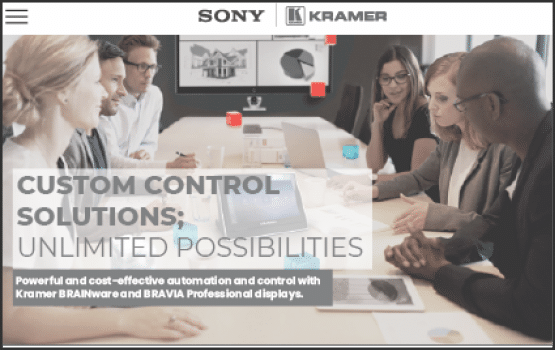 SONY KRAMER
CUSTOM CONTROL
SOLUTIONS:
UNLIMITED POSSIBILITIES
Powerful and cost-effective automation and control with
Kramer BRAINware and BRAVIA Professional displays.